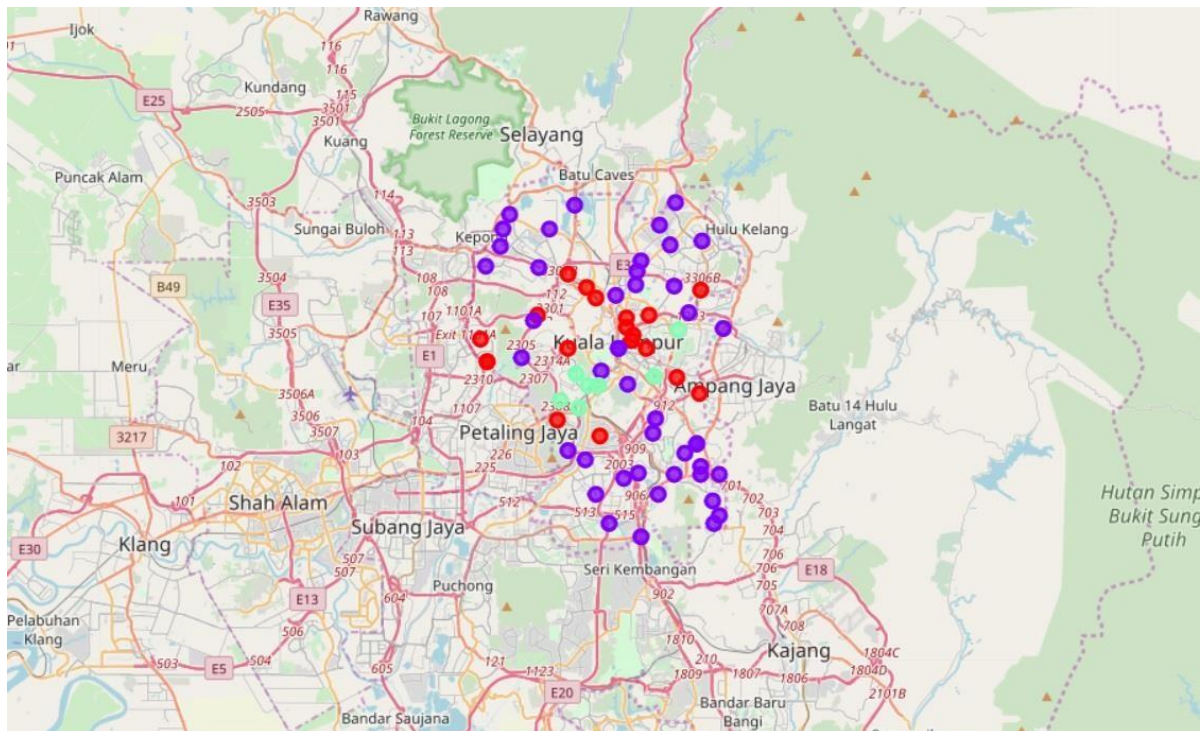 Rawang
Ijok
116
116
Kundang
E25
115
3501
2505
3501
Bukit Lagong
Forest Reserve
Selayang
Kuang
Puncak Alam
Batu Caves
114
3503
Sungai Buloh
113
113
Kepon
Hulu Kelang
E3
3504
108
3306B
B49
108
112
E35
107
1101A
2301
3505
Exit 11
A
2305
Kuala L
mpur
E1
2314A
Meru
ar
2310
2307
Ampang Jaya
3506A
1107
912
Batu 14 Hulu
Langat
3506
104
3217
3507
Petaling Jaya
103
226
909
102
225
2003
701
101
Shah Alam
512
906
702
Hutan Simp
Bukit Sung
Putih
513
515
703
Subang Jaya
704
E30
Klang
507
706
507
Seri Kembangan
E18
706
Puchong
705
E13
604
902
707A
708
Pelabuhan
Klang
506
1810
Kajang
1804C
503
E5
504
605
121
1123
210
1809
1807
1806
1804D
2101B
E20
Bandar Saujana
Bandar Baru
Bangi